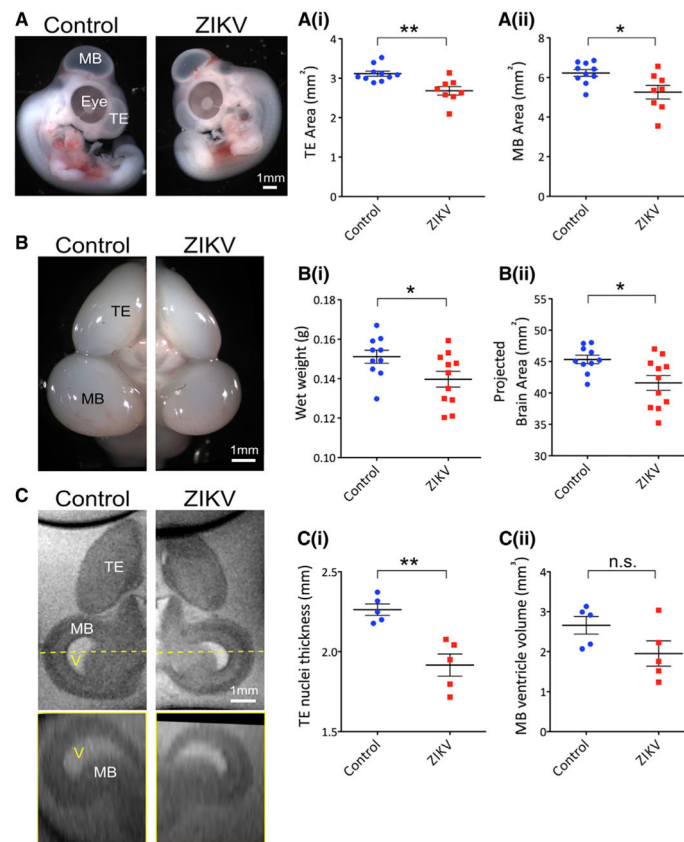 A
Control
ZIKV
MB
Eye
TE
1mm
A(i)
**
TE Area (mm²)
4
3
2
1
0
Control
ZIKV
A(ii)
*
MB Area (mm²)
8
6
4
2
0
Control
ZIKV
B
Control
ZIKV
TE
MB
1mm
B(i)
*
Wet weight (g)
0.18
0.16
0.14
0.12
0.10
Control
ZIKV
B(ii)
*
Projected
Brain Area (mm²)
55
50
45
40
35
30
Control
ZIKV
C
Control
ZIKV
TE
MB
V
1mm
V
MB
C(i)
**
TE nuclei thickness (mm)
2.5
2.0
1.5
Control
ZIKV
C(ii)
n.s.
MB ventricle volume (mm³)
4
3
2
1
0
Control
ZIKV